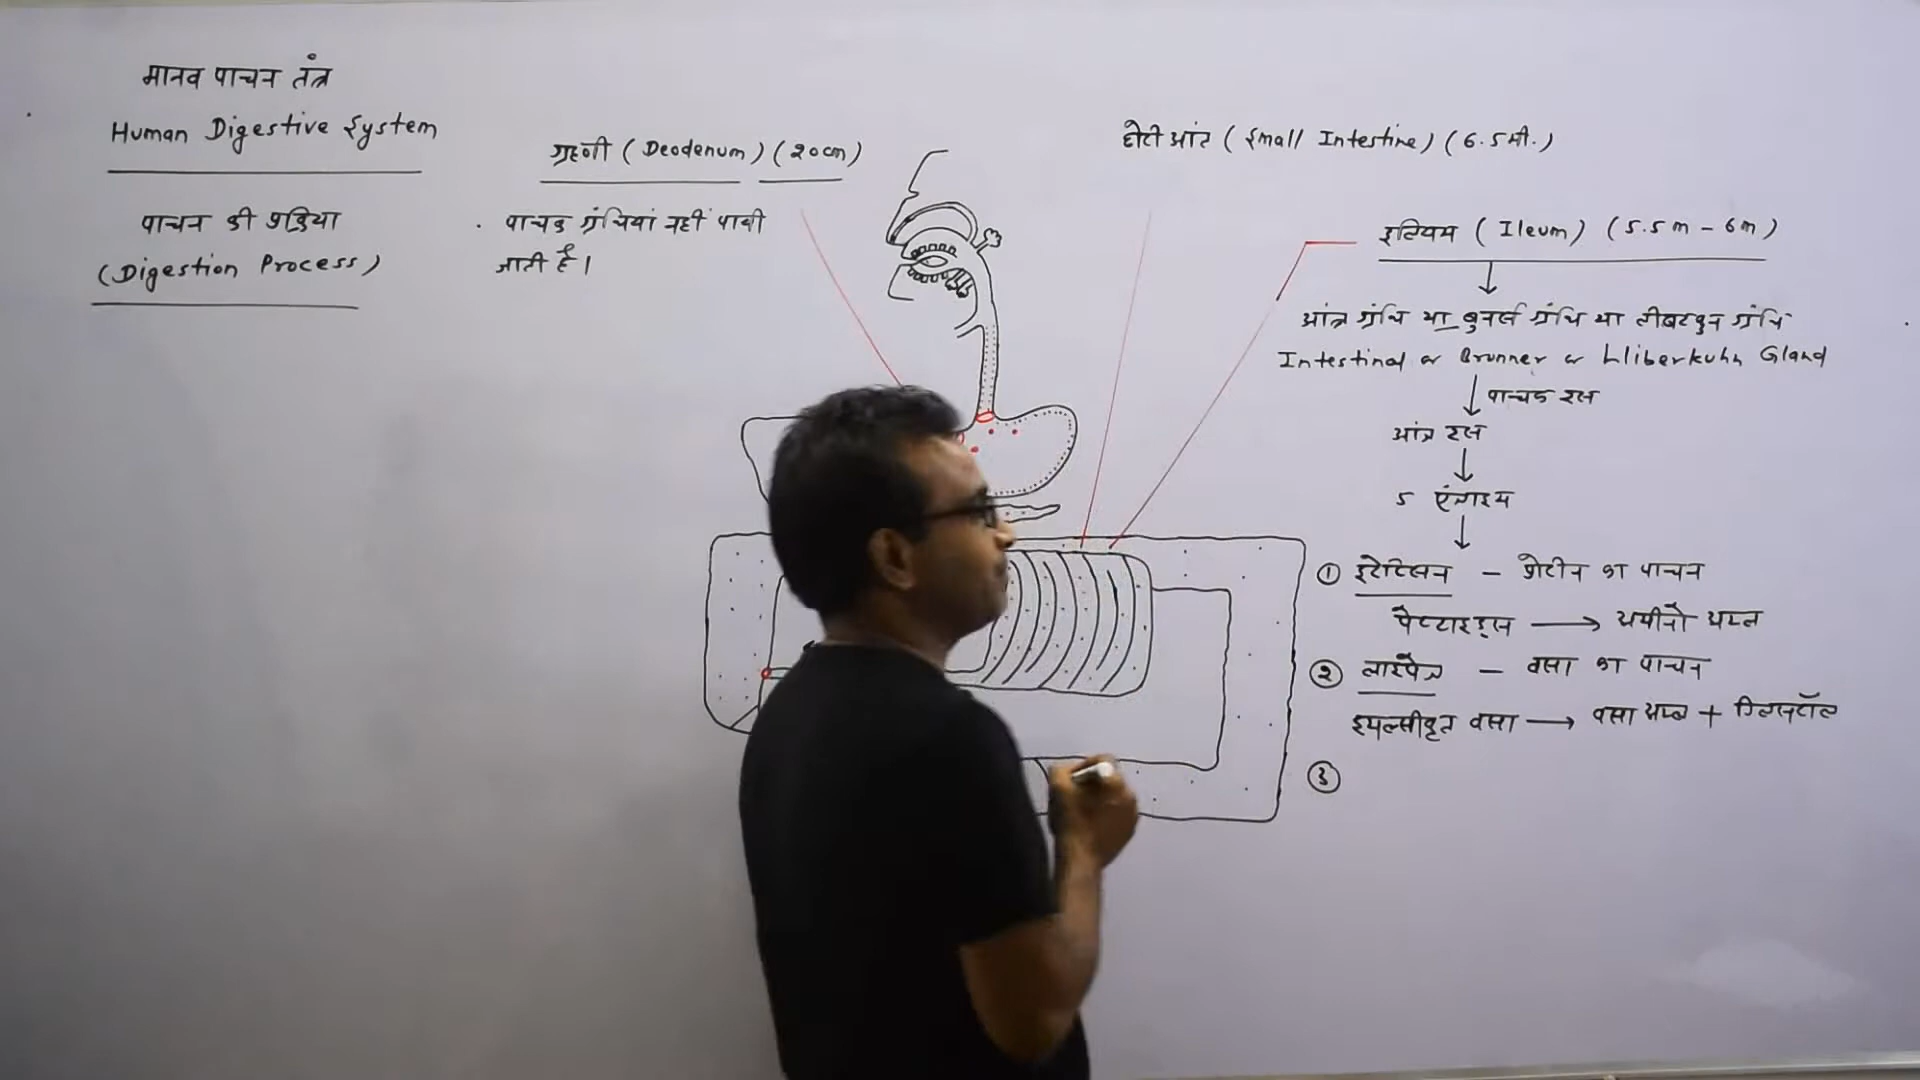 मानव पाचन तंत्र
Human Digestive System
पाचन की प्रक्रिया
(Digestion Process)
ग्रहणी (Deodenum) (20cm)
पाचक ग्रंथियां नहीं पायी
जाती है।
छोटी आंत (Small Intestine) (6.5मी.)
इलियम (Ileum) (5.5m - 6m)
आंत्र ग्रंथि या ब्रुनर्स ग्रंथि या लीबरकुन ग्रंथि
Intestinal or Brunner or Lliberkuhn Gland
पाचक रस
आंत्र रस
5 एंजाइम
① इरेप्सिन - प्रोटीन का पाचन
पेप्टाइड्स → अमीनो अम्ल
② लाइपेज - वसा का पाचन
इमल्सीकृत वसा → वसा अम्ल + ग्लिसरॉल
③